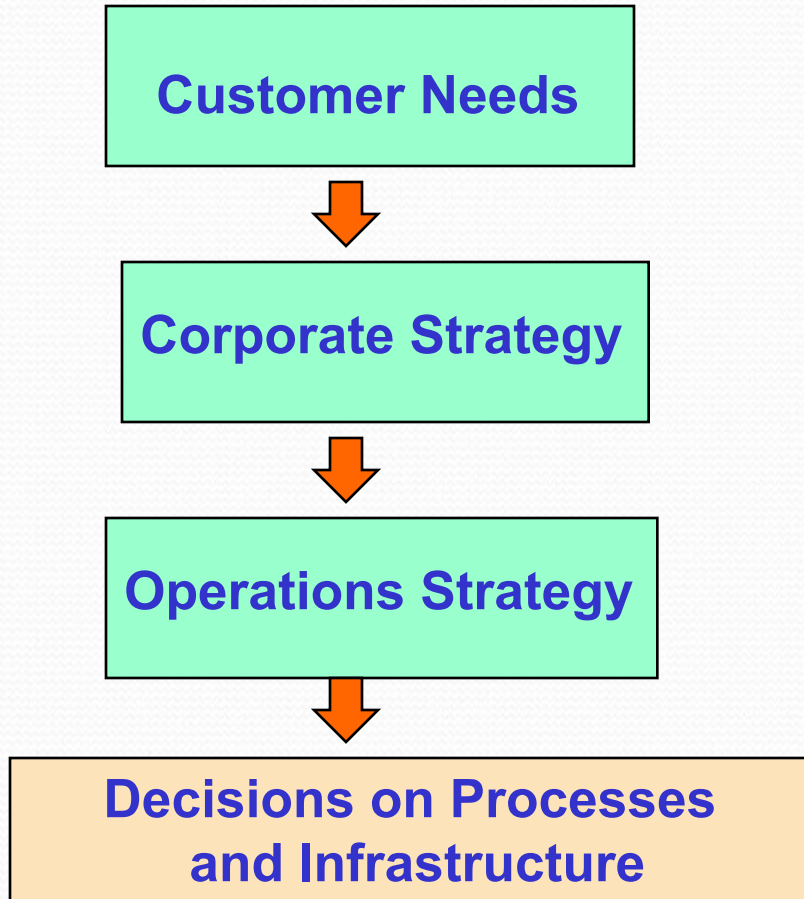 Customer Needs
Corporate Strategy
Operations Strategy
Decisions on Processes
and Infrastructure